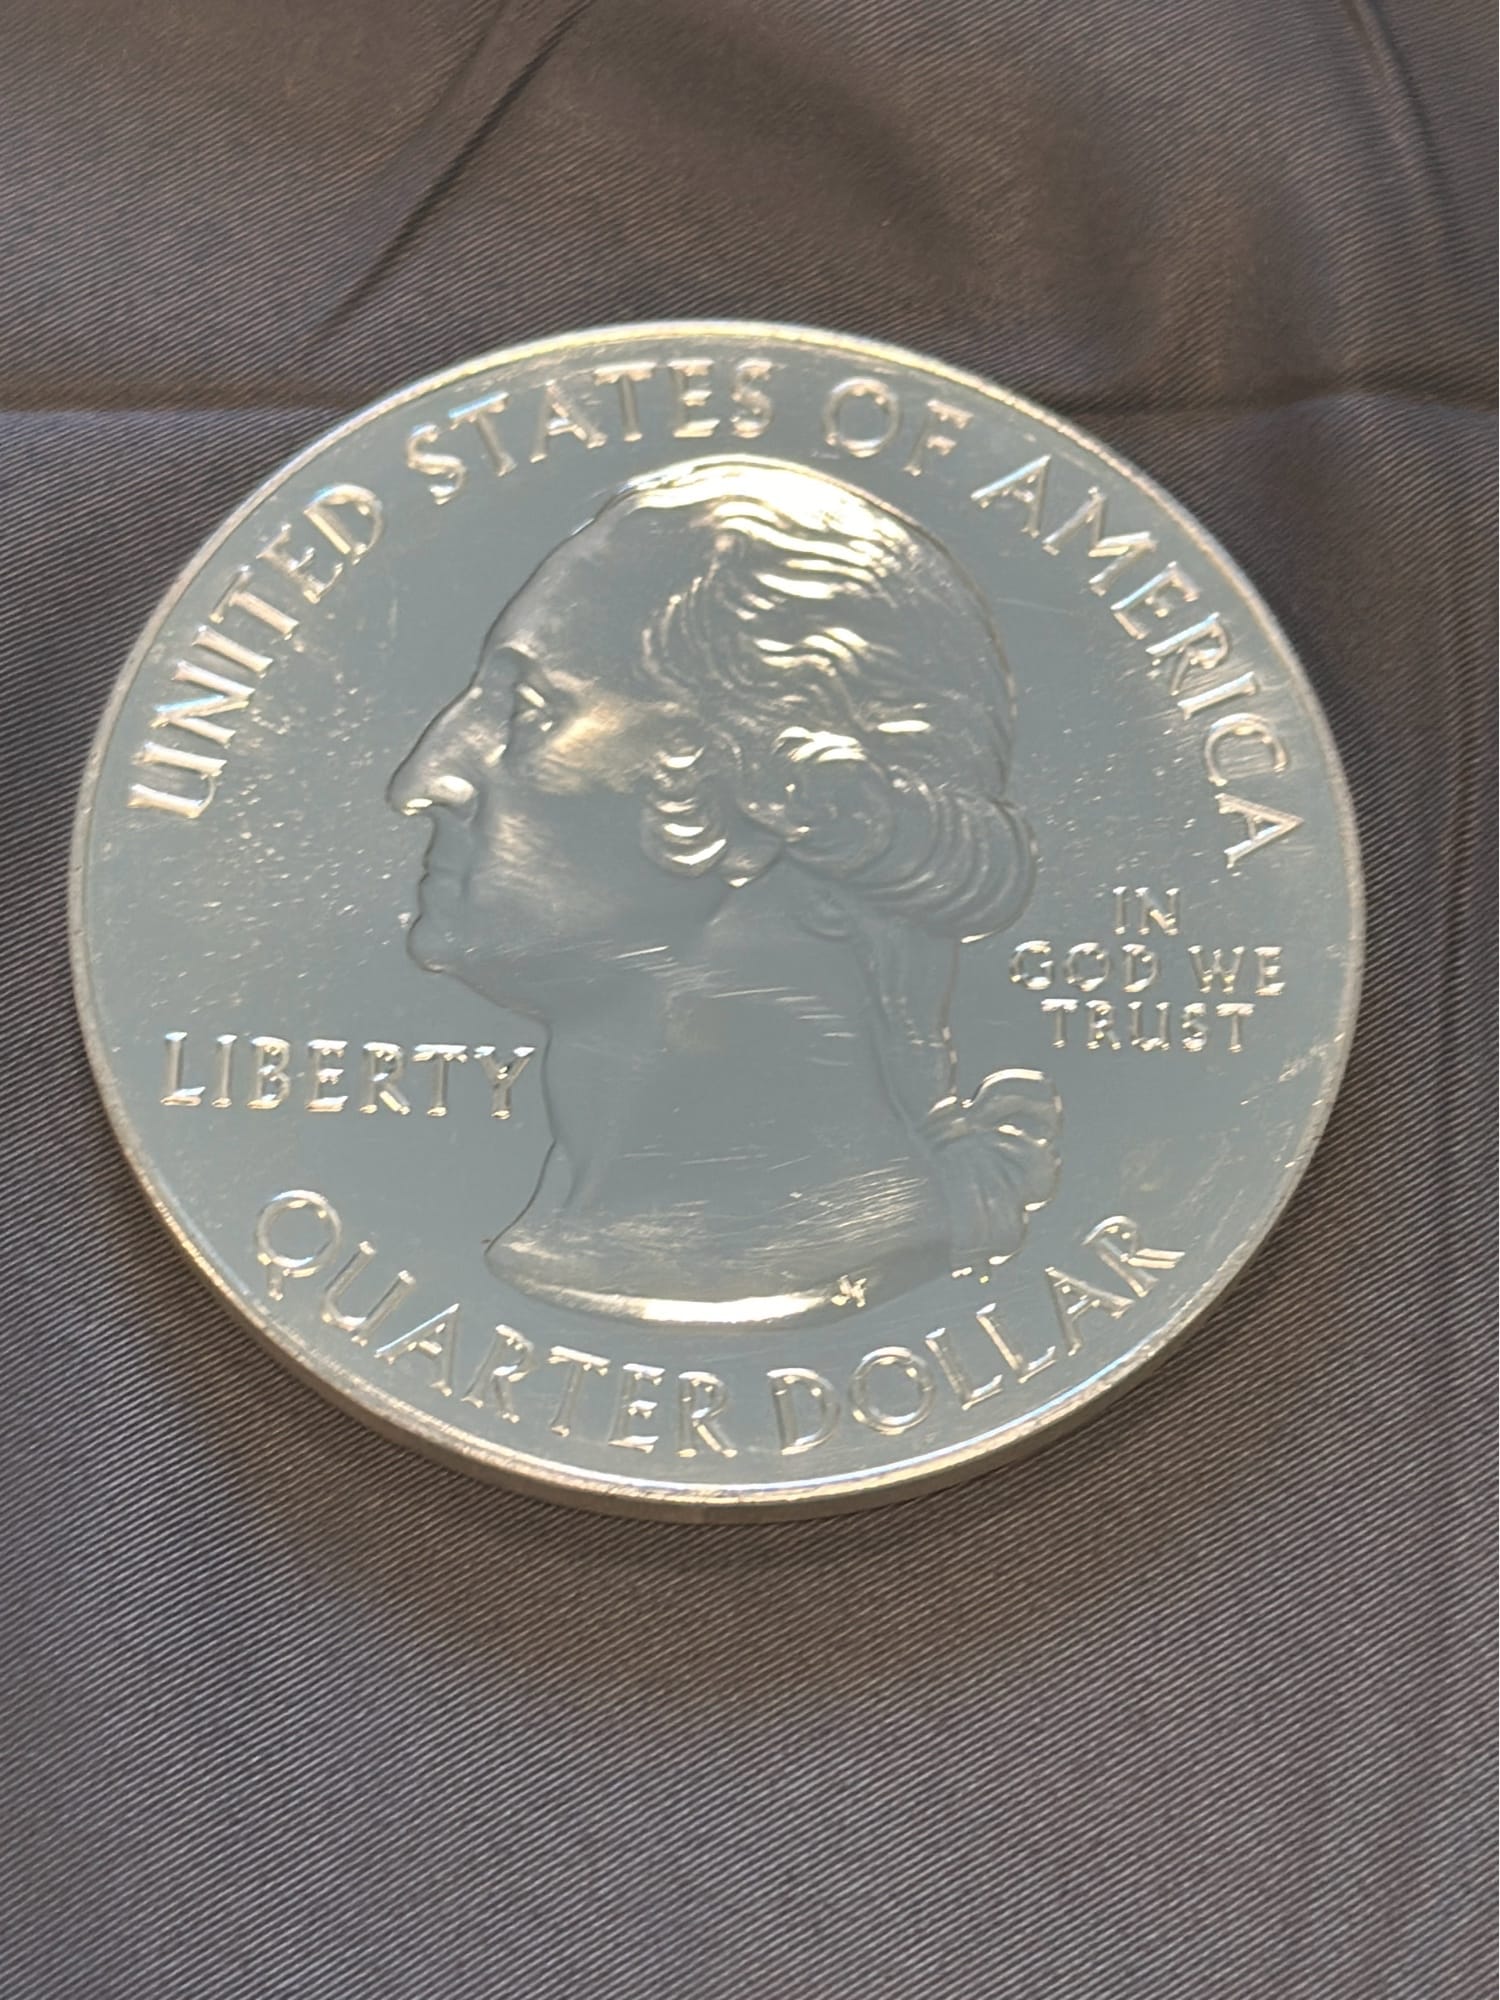 UNITED STATES OF AMERICA
IN
GOD WE
TRUST
LIBERTY
QUARTER DOLLAR